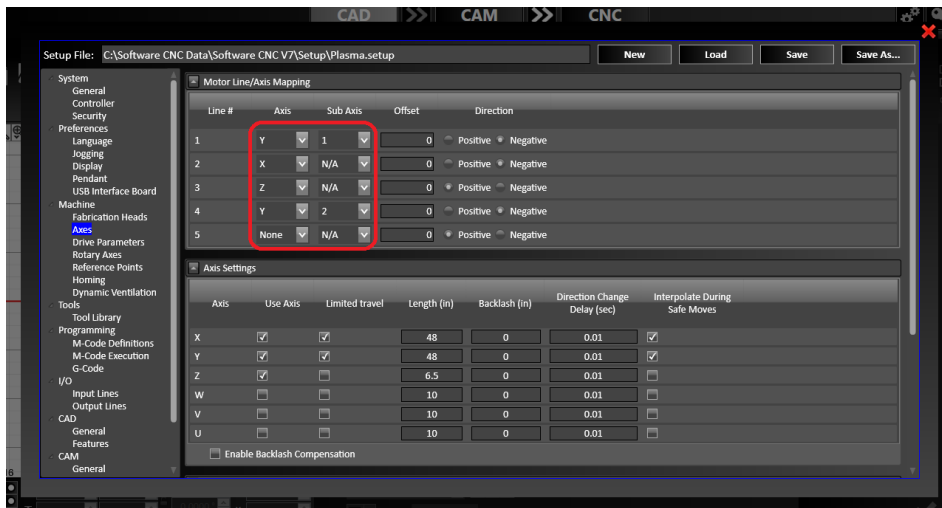 CAD CAM CNC
Setup File: C:\Software CNC Data\Software CNC V7\Setup\Plasma.setup New Load Save Save As...
System
General
Controller
Security
Preferences
Language
Jogging
Display
Pendant
USB Interface Board
Machine
Fabrication Heads
Axes
Drive Parameters
Rotary Axes
Reference Points
Homing
Dynamic Ventilation
Tools
Tool Library
Programming
M-Code Definitions
M-Code Execution
G-Code
I/O
Input Lines
Output Lines
CAD
General
Features
CAM
General
Motor Line/Axis Mapping
Line # Axis Sub Axis Offset Direction
1 Y 1 0 Positive Negative
2 X N/A 0 Positive Negative
3 Z N/A 0 Positive Negative
4 Y 2 0 Positive Negative
5 None N/A 0 Positive Negative
Axis Settings
Axis Use Axis Limited travel Length (in) Backlash (in) Direction Change Delay (sec) Interpolate During Safe Moves
X 48 0 0.01
Y 48 0 0.01
Z 6.5 0 0.01
W 10 0 0.01
V 10 0 0.01
U 10 0 0.01
Enable Backlash Compensation